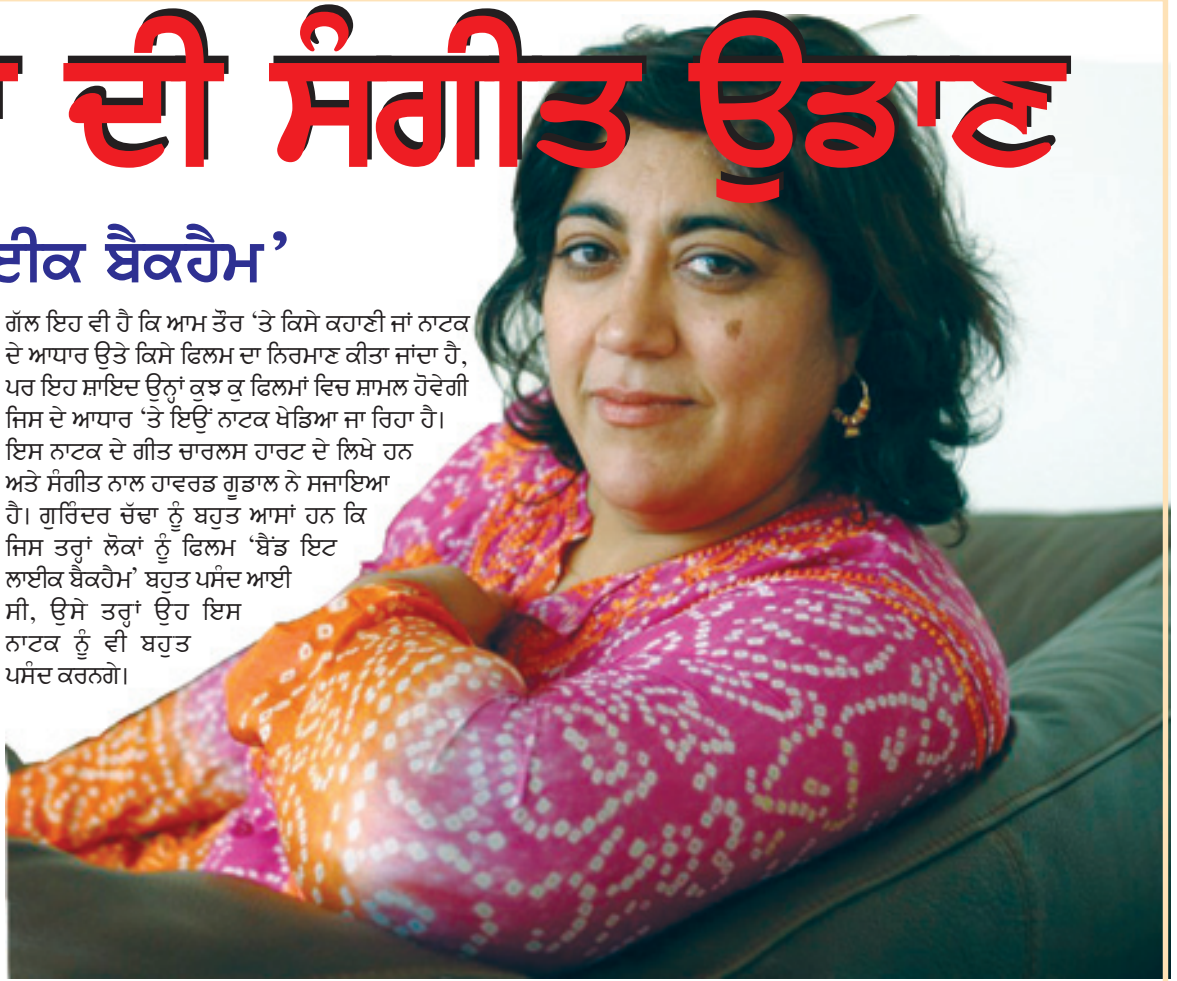 ਦੀ ਸੰਗੀਤ ਉਡਾਣ
ਬੈਕਹੈਮ’
ਗੱਲ ਇਹ ਵੀ ਹੈ ਕਿ ਆਮ ਤੌਰ ‘ਤੇ ਕਿਸੇ ਕਹਾਣੀ ਜਾਂ ਨਾਟਕ
ਦੇ ਆਧਾਰ ਉਤੇ ਕਿਸੇ ਫਿਲਮ ਦਾ ਨਿਰਮਾਣ ਕੀਤਾ ਜਾਂਦਾ ਹੈ,
ਪਰ ਇਹ ਸ਼ਾਇਦ ਉਨ੍ਹਾਂ ਕੁਝ ਕੁ ਫਿਲਮਾਂ ਵਿਚ ਸ਼ਾਮਲ ਹੋਵੇਗੀ
ਜਿਸ ਦੇ ਆਧਾਰ ‘ਤੇ ਇਉਂ ਨਾਟਕ ਖੇਡਿਆ ਜਾ ਰਿਹਾ ਹੈ।
ਇਸ ਨਾਟਕ ਦੇ ਗੀਤ ਚਾਰਲਸ ਹਾਰਟ ਦੇ ਲਿਖੇ ਹਨ
ਅਤੇ ਸੰਗੀਤ ਨਾਲ ਹਾਵਰਡ ਗੂਡਾਲ ਨੇ ਸਜਾਇਆ
ਹੈ। ਗੁਰਿੰਦਰ ਚੱਢਾ ਨੂੰ ਬਹੁਤ ਆਸਾਂ ਹਨ ਕਿ
ਜਿਸ ਤਰ੍ਹਾਂ ਲੋਕਾਂ ਨੂੰ ਫਿਲਮ ‘ਬੈਂਡ ਇਟ
ਲਾਈਕ ਬੈਕਹੈਮ’ ਬਹੁਤ ਪਸੰਦ ਆਈ
ਸੀ, ਉਸੇ ਤਰ੍ਹਾਂ ਉਹ ਇਸ
ਨਾਟਕ ਨੂੰ ਵੀ ਬਹੁਤ
ਪਸੰਦ ਕਰਨਗੇ।